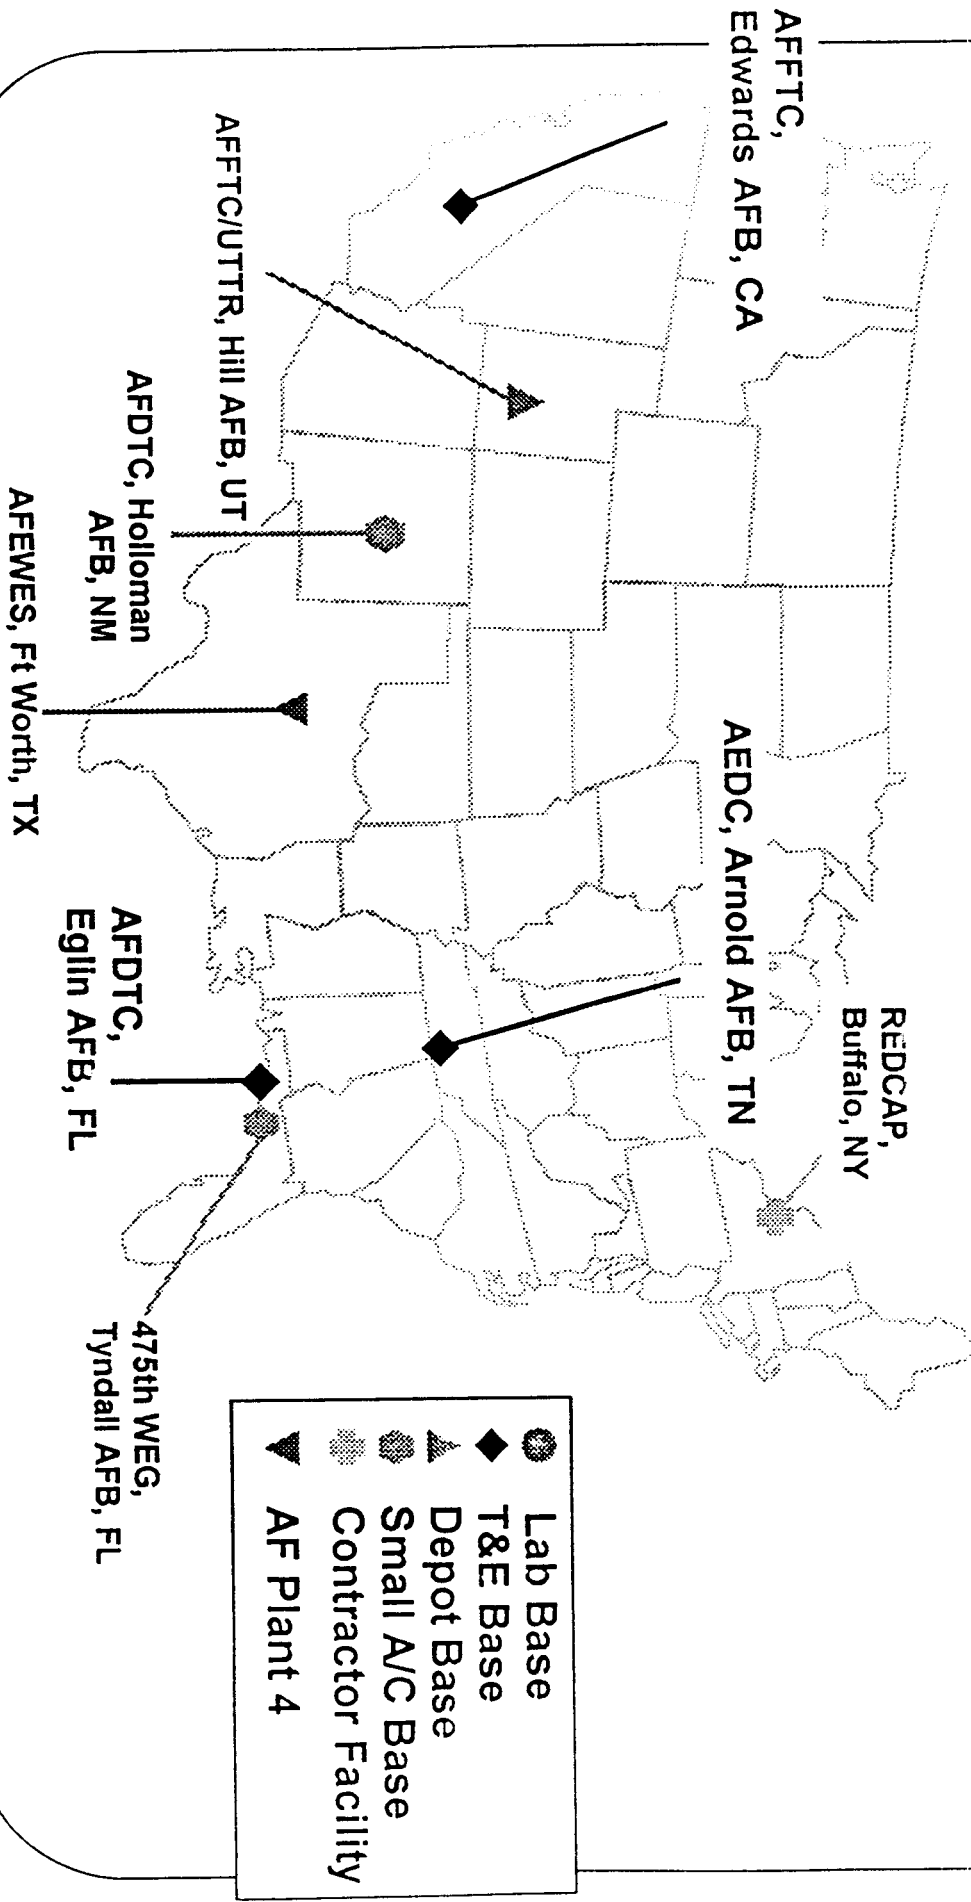 AFFTC,
Edwards AFB, CA
AFFTC/UTTR, Hill AFB, UT
AFDTC, Holloman
AFB, NM
AFEWES, Ft Worth, TX
AEDC, Arnold AFB, TN
REDCAP,
Buffalo, NY
AFDTC,
Eglin AFB, FL
475th WEG,
Tyndall AFB, FL
Lab Base
T&E Base
Depot Base
Small A/C Base
Contractor Facility
AF Plant 4